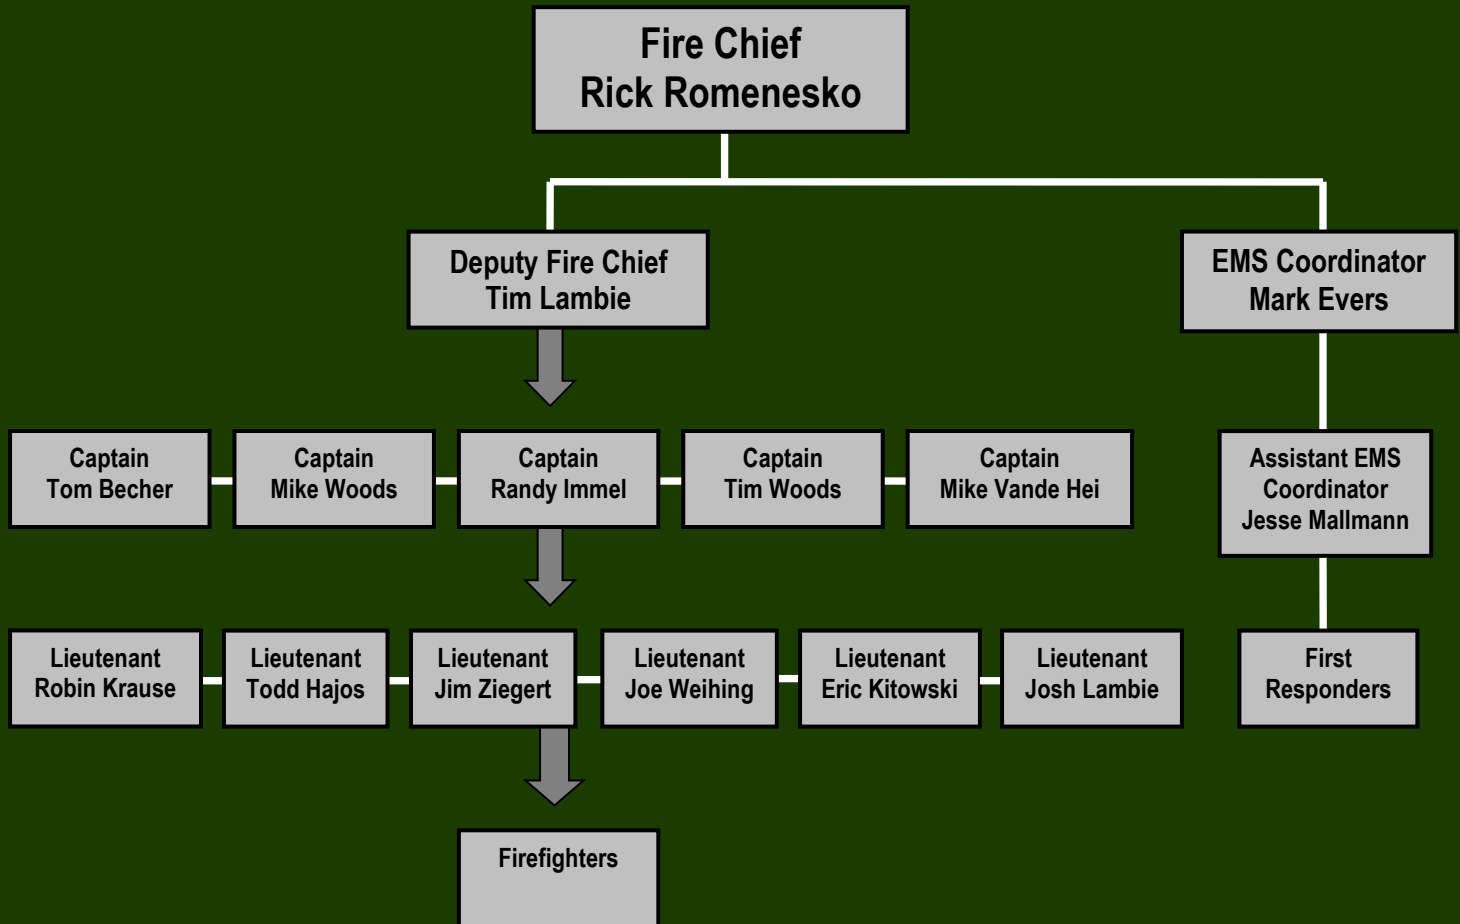 Fire Chief
Rick Romenesko
Deputy Fire Chief
Tim Lambie
EMS Coordinator
Mark Evers
Captain
Tom Becher
Captain
Mike Woods
Captain
Randy Immel
Captain
Tim Woods
Captain
Mike Vande Hei
Assistant EMS
Coordinator
Jesse Mallmann
Lieutenant
Robin Krause
Lieutenant
Todd Hajos
Lieutenant
Jim Ziegert
Lieutenant
Joe Weihing
Lieutenant
Eric Kitowski
Lieutenant
Josh Lambie
First
Responders
Firefighters